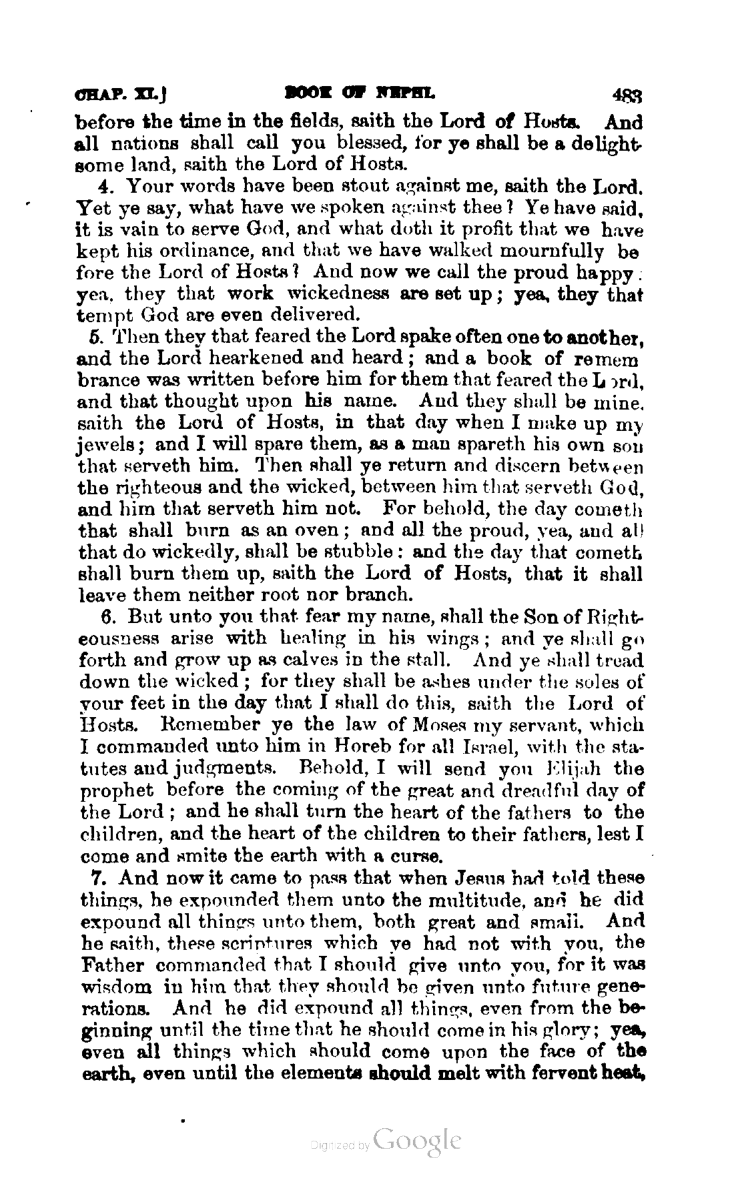 CHAP. XI.]
BOOK OF NEPHI.
483
before the time in the fields, saith the Lord of Hosts. And
all nations shall call you blessed, for ye shall be a delight-
some land, saith the Lord of Hosts.
4. Your words have been stout against me, saith the Lord.
Yet ye say, what have we spoken against thee? Ye have said,
it is vain to serve God, and what doth it profit that we have
kept his ordinance, and that we have walked mournfully be
fore the Lord of Hosts? And now we call the proud happy:
yea, they that work wickedness are set up; yea, they that
tempt God are even delivered.
5. Then they that feared the Lord spake often one to another,
and the Lord hearkened and heard; and a book of remem
brance was written before him for them that feared the Lord,
and that thought upon his name. And they shall be mine,
saith the Lord of Hosts, in that day when I make up my
jewels; and I will spare them, as a man spareth his own son
that serveth him. Then shall ye return and discern between
the righteous and the wicked, between him that serveth God,
and him that serveth him not. For behold, the day cometh
that shall burn as an oven; and all the proud, yea, and all
that do wickedly, shall be stubble: and the day that cometh
shall burn them up, saith the Lord of Hosts, that it shall
leave them neither root nor branch.
6. But unto you that fear my name, shall the Son of Right-
eousness arise with healing in his wings; and ye shall go
forth and grow up as calves in the stall. And ye shall tread
down the wicked; for they shall be ashes under the soles of
your feet in the day that I shall do this, saith the Lord of
Hosts. Remember ye the law of Moses my servant, which
I commanded unto him in Horeb for all Israel, with the sta-
tutes and judgments. Behold, I will send you Elijah the
prophet before the coming of the great and dreadful day of
the Lord; and he shall turn the heart of the fathers to the
children, and the heart of the children to their fathers, lest I
come and smite the earth with a curse.
7. And now it came to pass that when Jesus had told these
things, he expounded them unto the multitude, and he did
expound all things unto them, both great and small. And
he saith, these scriptures which ye had not with you, the
Father commanded that I should give unto you, for it was
wisdom in him that they should be given unto future gene-
rations. And he did expound all things, even from the be-
ginning until the time that he should come in his glory; yea,
even all things which should come upon the face of the
earth, even until the elements should melt with fervent heat,
Digitized by Google